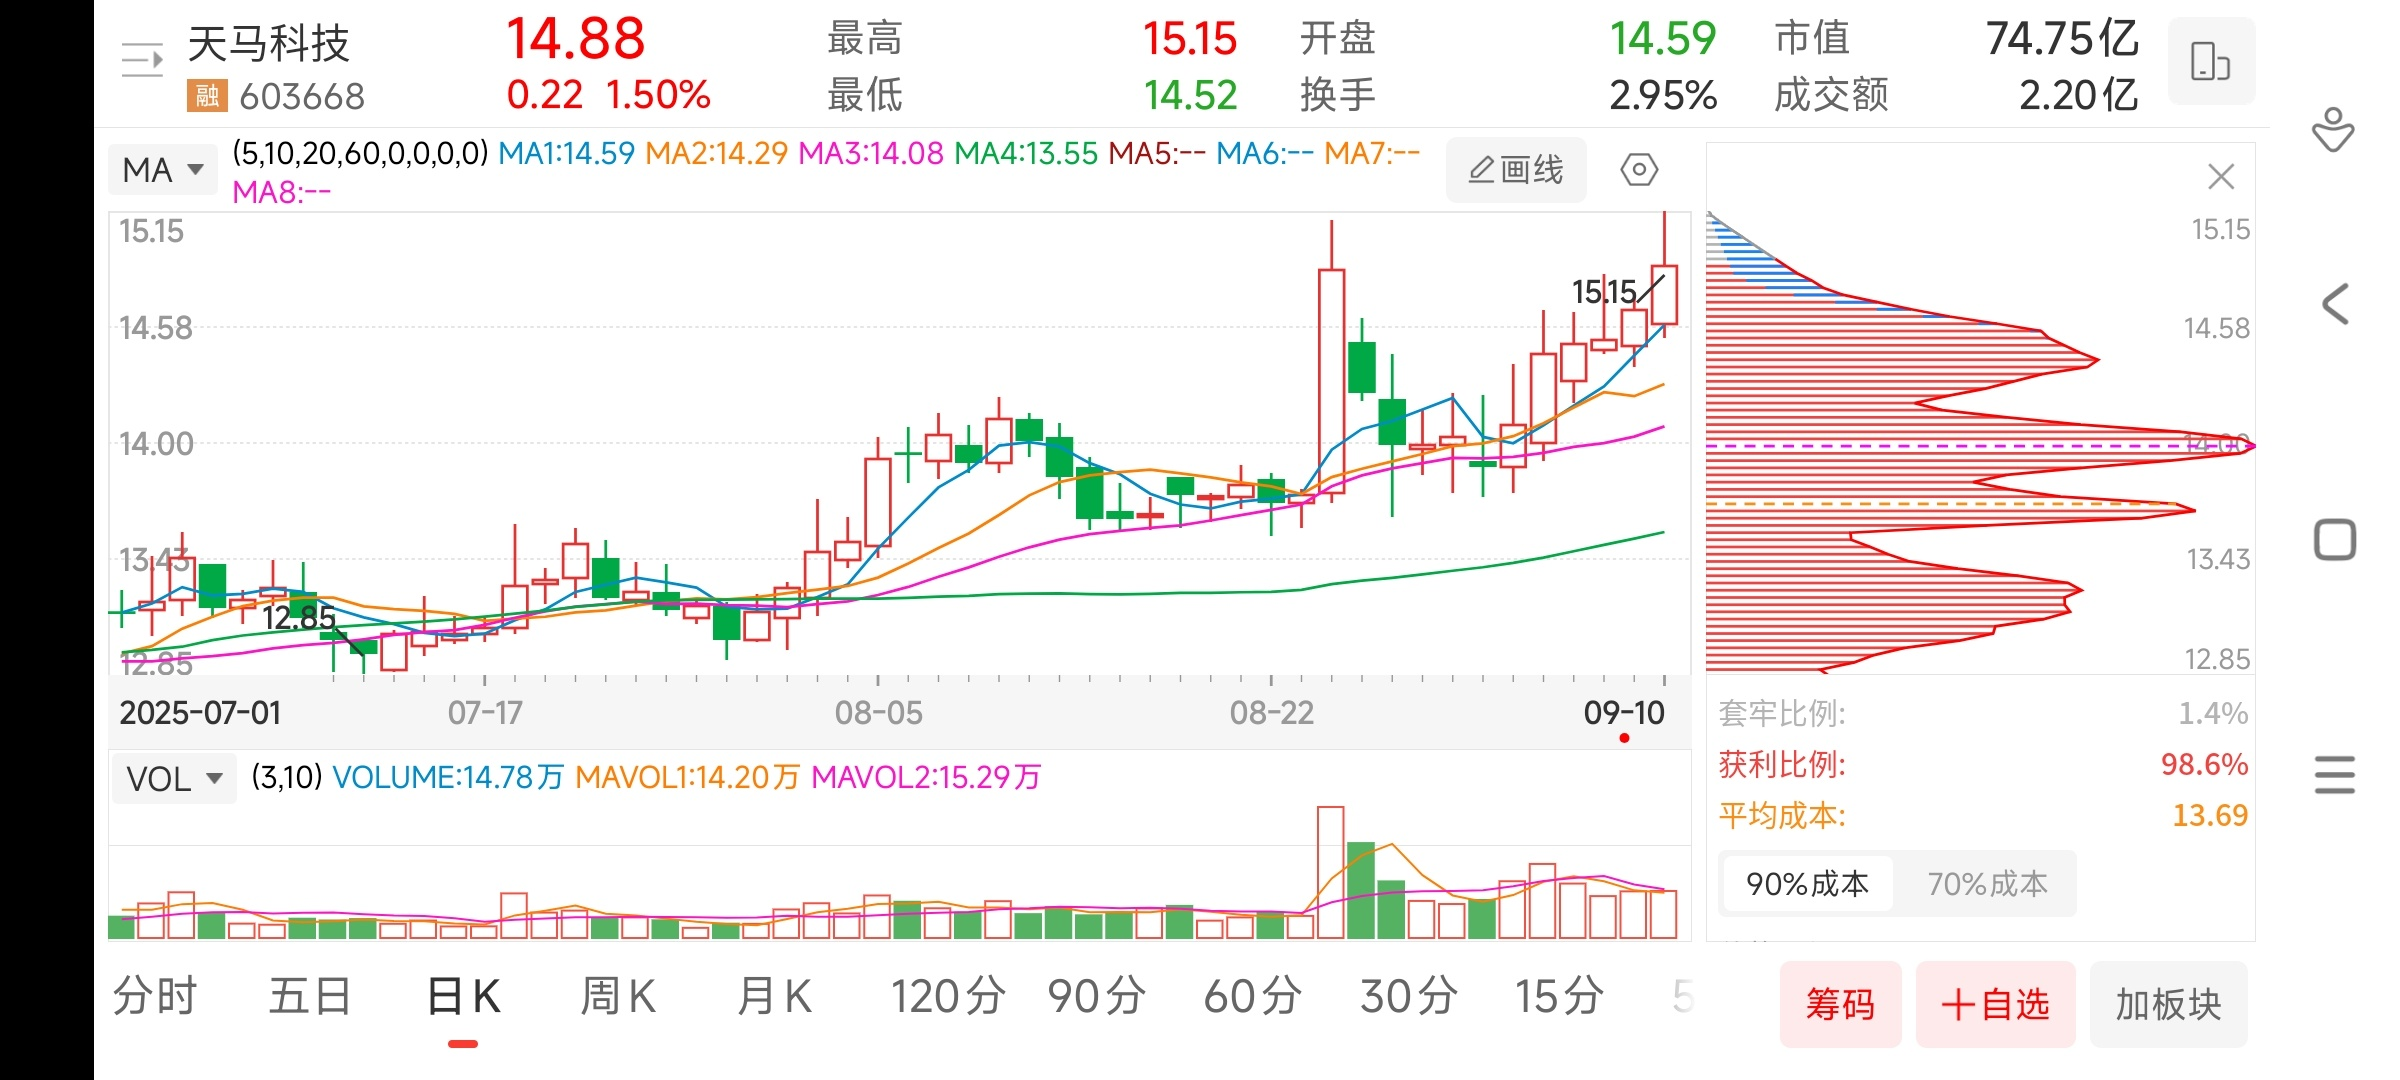 天马科技
14.88
最高
15.15
开盘
14.59
市值
74.75亿
融 603668
0.22 1.50%
最低
14.52
换手
2.95%
成交额
2.20亿
MA
(5,10,20,60,0,0,0,0) MA1:14.59 MA2:14.29 MA3:14.08 MA4:13.55 MA5:-- MA6:-- MA7:--
MA8:--
画线
15.15
14.58
14.00
13.43
12.85
15.15
12.85
15.15
14.58
14.00
13.43
12.85
2025-07-01
07-17
08-05
08-22
09-10
套牢比例: 1.4%
获利比例: 98.6%
平均成本: 13.69
90%成本 70%成本
VOL
(3,10) VOLUME:14.78万 MAVOL1:14.20万 MAVOL2:15.29万
分时 五日 日K 周K 月K 120分 90分 60分 30分 15分 5
筹码 +自选 加板块